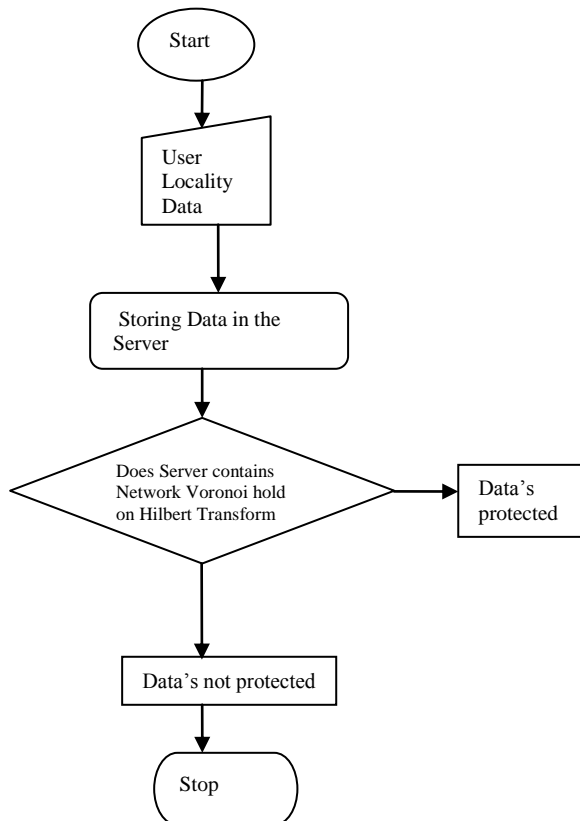 Start
User
Locality
Data
Storing Data in the
Server
Does Server contains
Network Voronoi hold
on Hilbert Transform
Data’s
protected
Data’s not protected
Stop